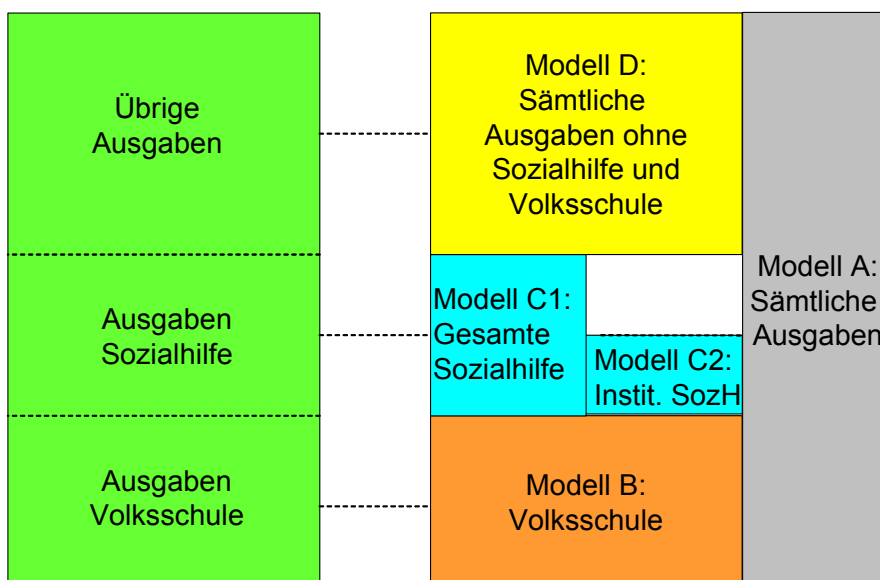 Übrige
Ausgaben
Ausgaben
Sozialhilfe
Ausgaben
Volksschule
Modell D:
Sämtliche
Ausgaben ohne
Sozialhilfe und
Volksschule
Modell C1:
Gesamte
Sozialhilfe
Modell C2:
Instit. SozH
Modell B:
Volksschule
Modell A:
Sämtliche
Ausgaben